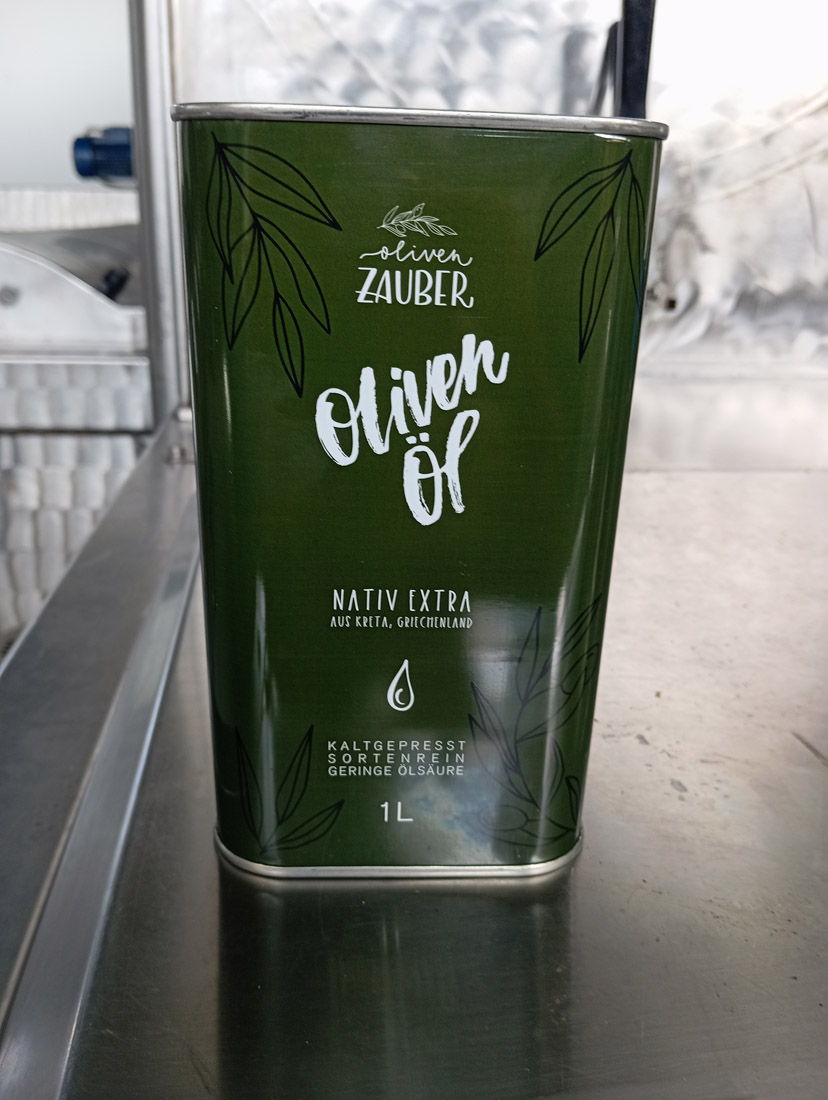 oliven
ZAUBER
oliven
öl
NATIV EXTRA
AUS KRETA, GRIECHENLAND
KALTGEPRESST
SORTENREIN
GERINGE ÖLSÄURE
1L